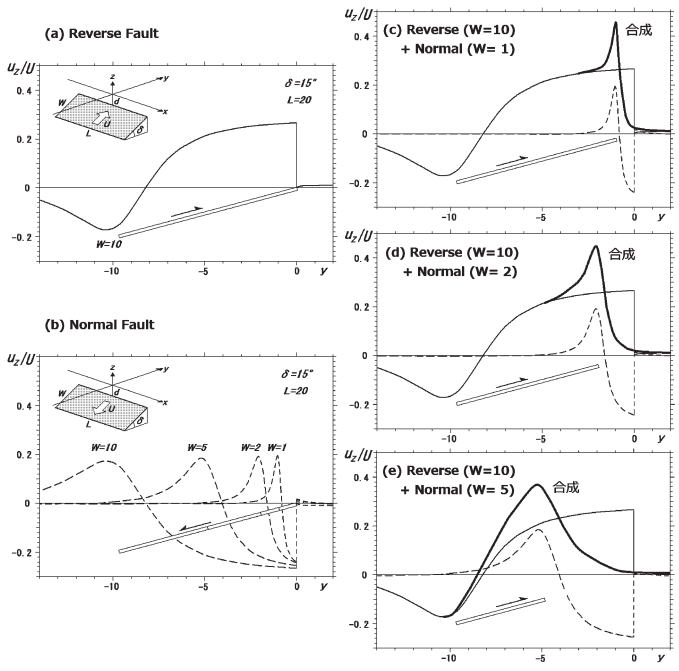 (a) Reverse Fault
u_z/U
δ=15°
L=20
z
y
x
W
d
U
L
δ
0.4
0.2
0
-0.2
W=10
-10
-5
0
y
(b) Normal Fault
u_z/U
δ=15°
L=20
z
y
x
W
d
U
L
δ
0.4
0.2
0
-0.2
W=10
W=5
W=2
W=1
-10
-5
0
y
u_z/U
(c) Reverse (W=10)
+ Normal (W= 1)
合成
0.4
0.2
0
-0.2
-10
-5
0
y
u_z/U
(d) Reverse (W=10)
+ Normal (W= 2)
合成
0.4
0.2
0
-0.2
-10
-5
0
y
u_z/U
(e) Reverse (W=10)
+ Normal (W= 5)
合成
0.4
0.2
0
-0.2
-10
-5
0
y